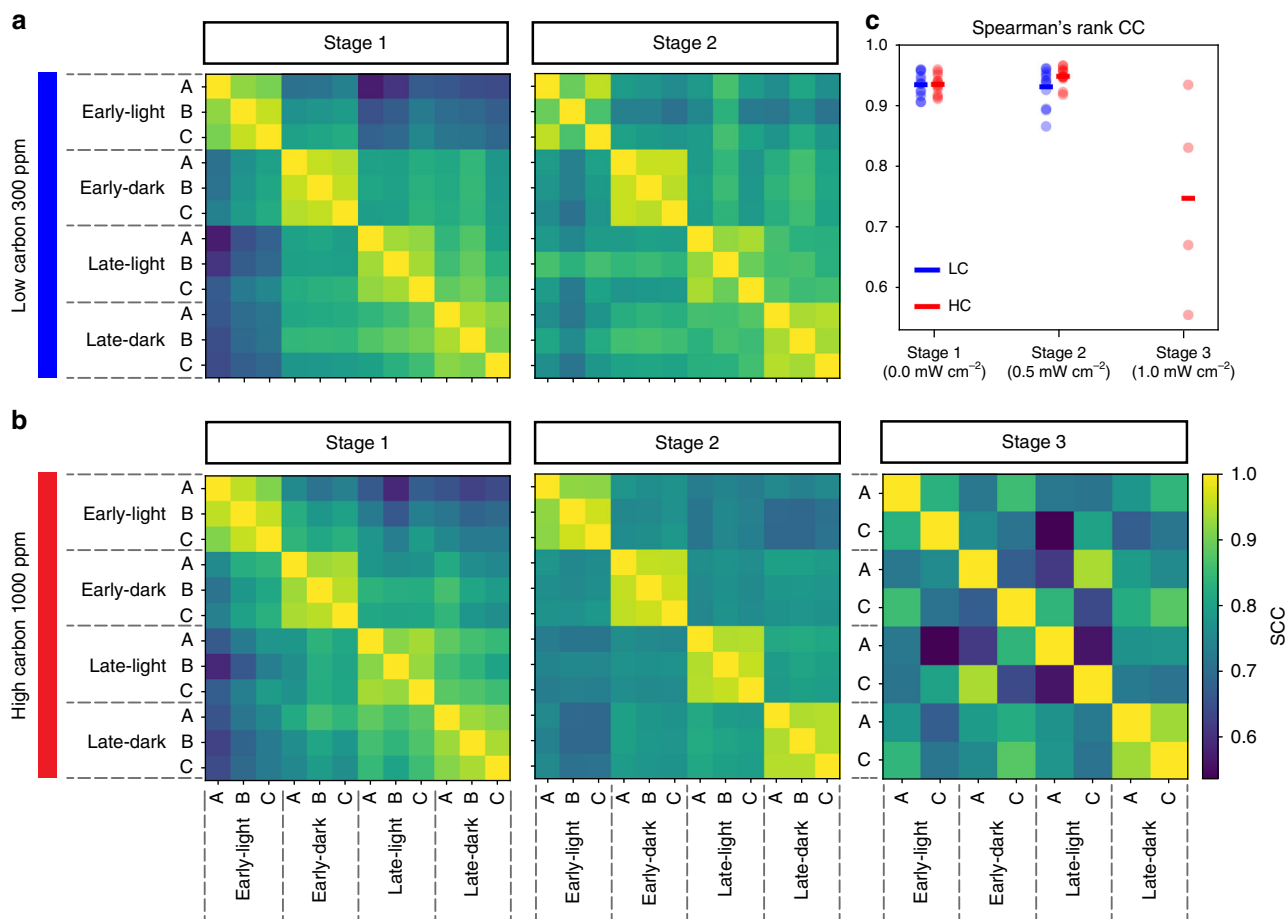 a
Stage 1
Stage 2
Low carbon 300 ppm
Early-light
A
B
C
Early-dark
A
B
C
Late-light
A
B
C
Late-dark
A
B
C
c
Spearman's rank CC
1.0
0.9
0.8
0.7
0.6
LC
HC
Stage 1
(0.0 mW cm⁻²)
Stage 2
(0.5 mW cm⁻²)
Stage 3
(1.0 mW cm⁻²)
b
Stage 1
Stage 2
Stage 3
High carbon 1000 ppm
Early-light
A
B
C
Early-dark
A
B
C
Late-light
A
B
C
Late-dark
A
B
C
A
C
A
C
A
C
A
C
1.0
0.9
0.8
0.7
0.6
SCC
A B C A B C A B C A B C
Early-light
Early-dark
Late-light
Late-dark
A B C A B C A B C A B C
Early-light
Early-dark
Late-light
Late-dark
A C A C A C A C
Early-light
Early-dark
Late-light
Late-dark